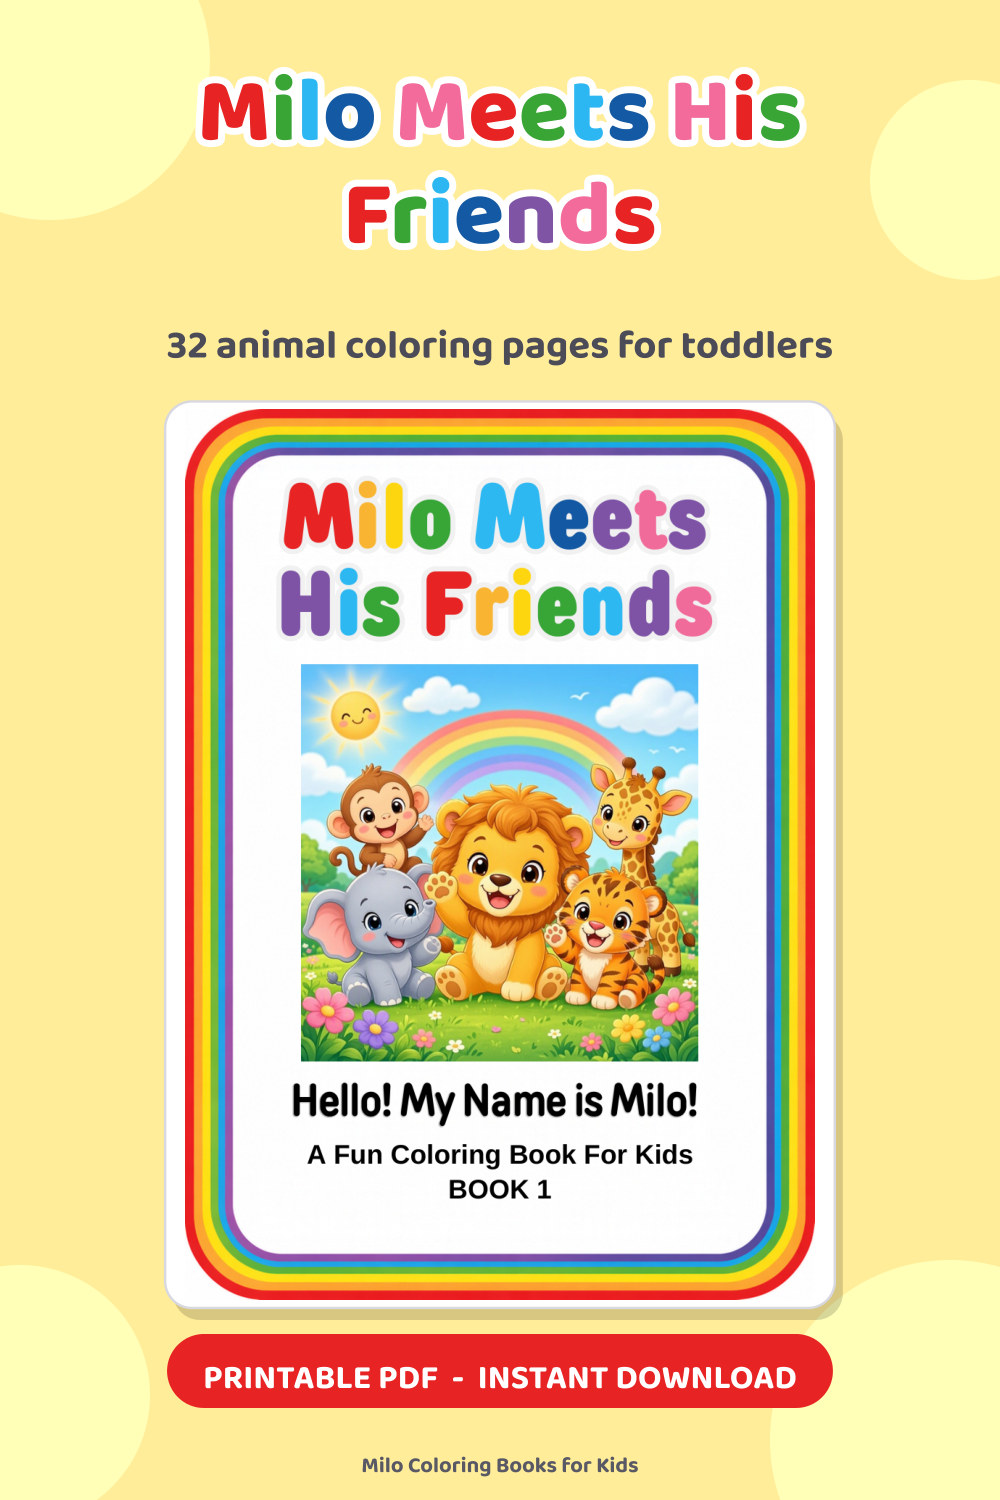 Milo Meets His
Friends
32 animal coloring pages for toddlers
Milo Meets
His Friends
Hello! My Name is Milo!
A Fun Coloring Book For Kids
BOOK 1
PRINTABLE PDF - INSTANT DOWNLOAD
Milo Coloring Books for Kids